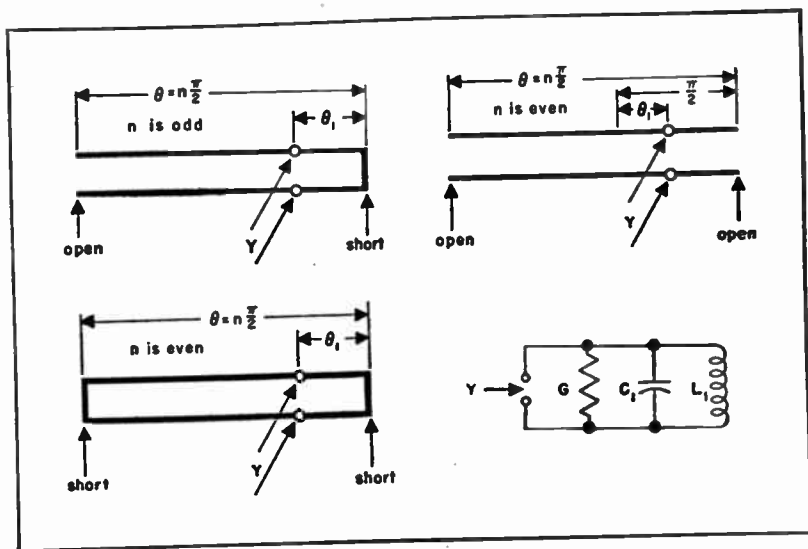 θ = n π/2
n is odd
θ₁
Y
open
short
θ = n π/2
π/2
n is even
θ₁
Y
open
open
θ = n π/2
n is even
θ₁
Y
short
short
Y
G
C₁
L₁